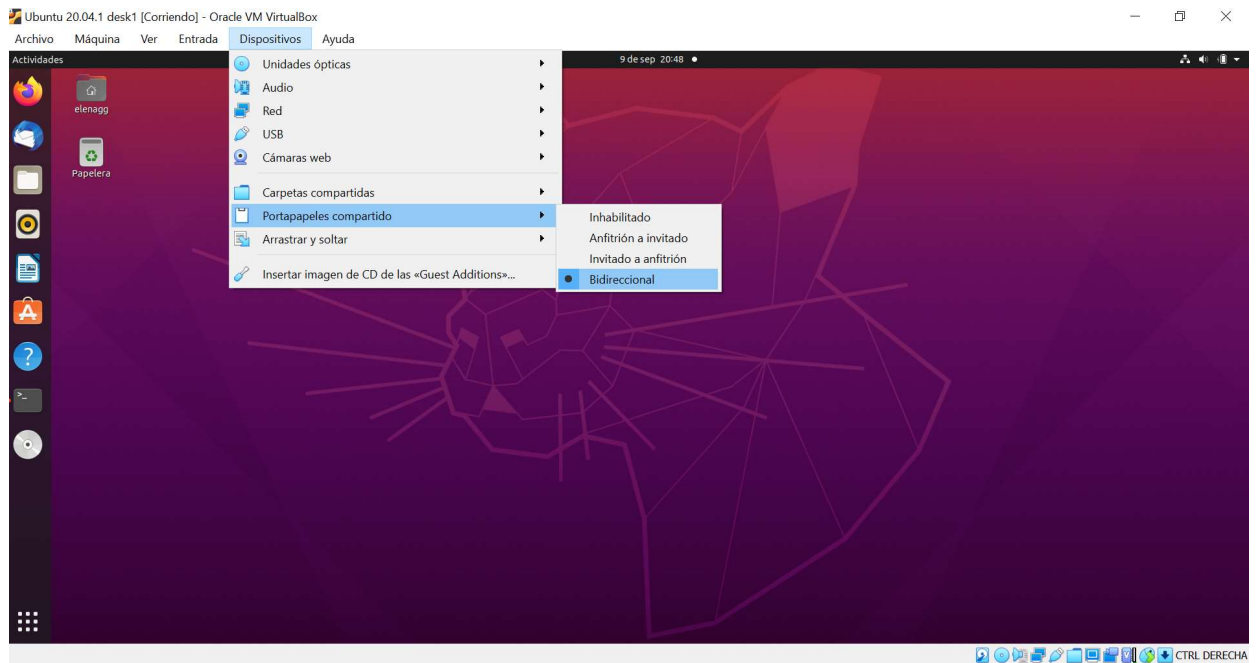 Ubuntu 20.04.1 desk1 [Corriendo] - Oracle VM VirtualBox
Archivo Máquina Ver Entrada Dispositivos Ayuda
Actividades
9 de sep 20:48
elenagg
Papelera
Unidades ópticas
Audio
Red
USB
Cámaras web
Carpetas compartidas
Portapapeles compartido
Arrastrar y soltar
Insertar imagen de CD de las «Guest Additions»...
Inhabilitado
Anfitrión a invitado
Invitado a anfitrión
Bidireccional
CTRL DERECHA